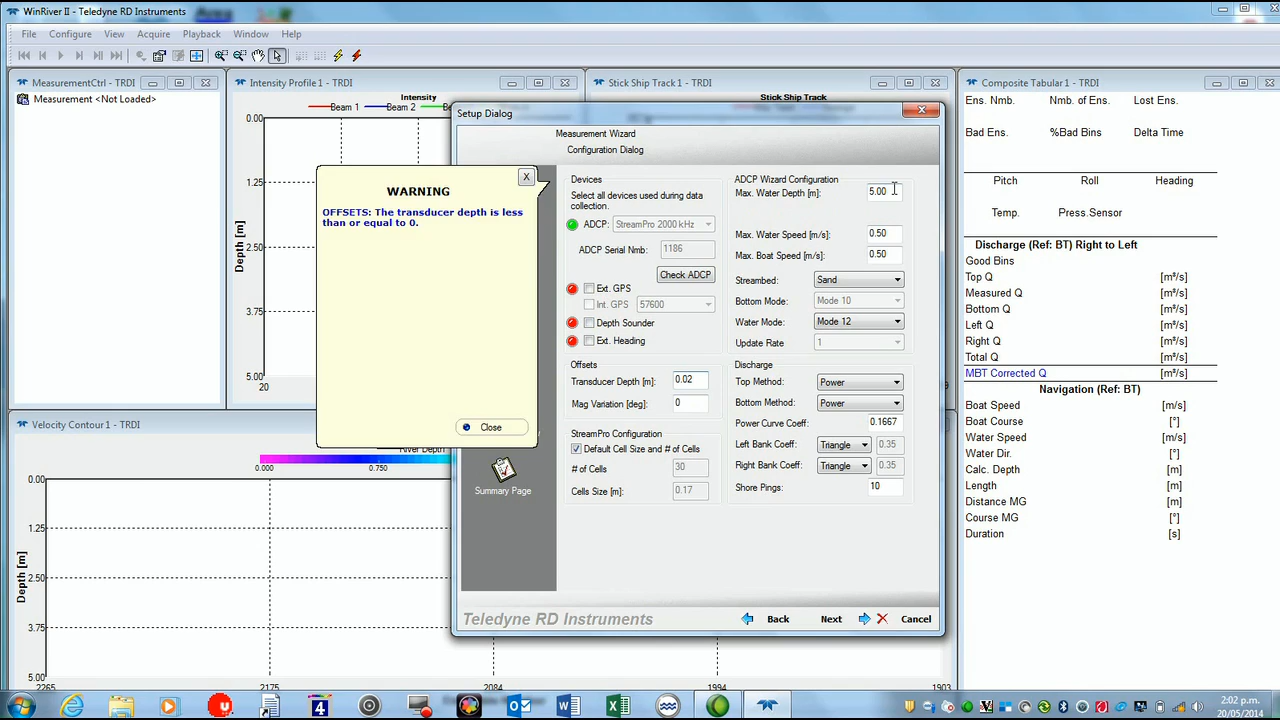 WinRiver II - Teledyne RD Instruments
File Configure View Acquire Playback Window Help
MeasurementCtrl - TRDI
Measurement <Not Loaded>
Intensity Profile 1 - TRDI
Intensity
Beam 1 Beam 2
0.00
1.25
2.50
3.75
5.00
20
Depth [m]
Stick Ship Track 1 - TRDI
Stick Ship Track
Setup Dialog
Measurement Wizard
Configuration Dialog
WARNING
X
OFFSETS: The transducer depth is less
than or equal to 0.
Close
Summary Page
Devices
Select all devices used during data
collection.
ADCP: StreamPro 2000 kHz
ADCP Serial Nmb: 1186
Check ADCP
Ext. GPS
Int. GPS 57600
Depth Sounder
Ext. Heading
Offsets
Transducer Depth [m]: 0.02
Mag Variation [deg]: 0
StreamPro Configuration
Default Cell Size and # of Cells
# of Cells 30
Cells Size [m]: 0.17
ADCP Wizard Configuration
Max. Water Depth [m]: 5.00
Max. Water Speed [m/s]: 0.50
Max. Boat Speed [m/s]: 0.50
Streambed: Sand
Bottom Mode: Mode 10
Water Mode: Mode 12
Update Rate 1
Discharge
Top Method: Power
Bottom Method: Power
Power Curve Coeff: 0.1667
Left Bank Coeff: Triangle 0.35
Right Bank Coeff: Triangle 0.35
Shore Pings: 10
Teledyne RD Instruments
Back Next Cancel
Composite Tabular 1 - TRDI
Ens. Nmb. Nmb. of Ens. Lost Ens.
Bad Ens. %Bad Bins Delta Time
Pitch Roll Heading
Temp. Press.Sensor
Discharge (Ref: BT) Right to Left
Good Bins
Top Q [m³/s]
Measured Q [m³/s]
Bottom Q [m³/s]
Left Q [m³/s]
Right Q [m³/s]
Total Q [m³/s]
MBT Corrected Q [m³/s]
Navigation (Ref: BT)
Boat Speed [m/s]
Boat Course [°]
Water Speed [m/s]
Water Dir. [°]
Calc. Depth [m]
Length [m]
Distance MG [m]
Course MG [°]
Duration [s]
Velocity Contour 1 - TRDI
River Depth
0.000 0.750
0.00
1.25
2.50
3.75
5.00
Depth [m]
2265 2175 2084 1994 1903
2:02 p.m.
20/05/2014